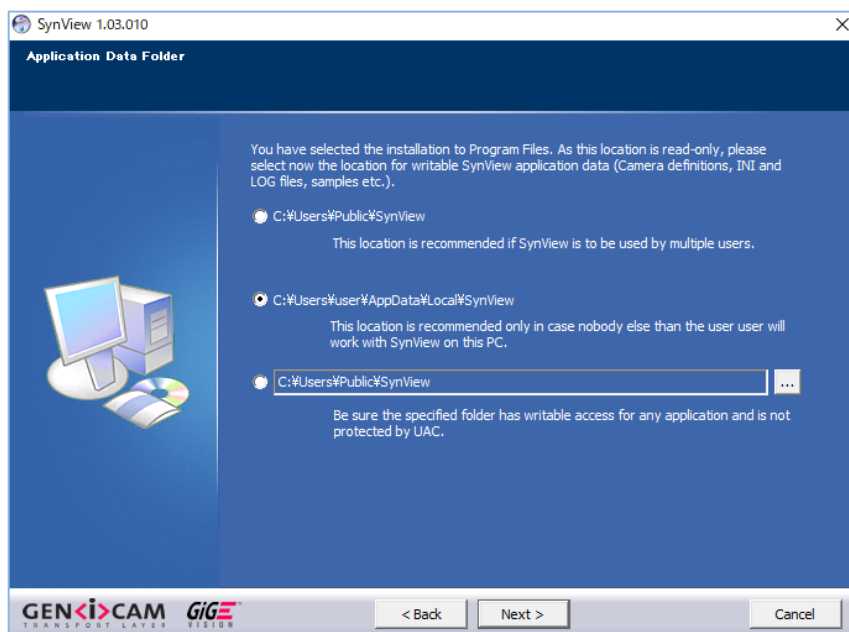 SynView 1.03.010
Application Data Folder
You have selected the installation to Program Files. As this location is read-only, please
select now the location for writable SynView application data (Camera definitions, INI and
LOG files, samples etc.).
C:¥Users¥Public¥SynView
This location is recommended if SynView is to be used by multiple users.
C:¥Users¥user¥AppData¥Local¥SynView
This location is recommended only in case nobody else than the user user will
work with SynView on this PC.
C:¥Users¥Public¥SynView
...
Be sure the specified folder has writable access for any application and is not
protected by UAC.
GEN<i>CAM
TRANSPORT LAYER
GiGE
VISION
< Back
Next >
Cancel